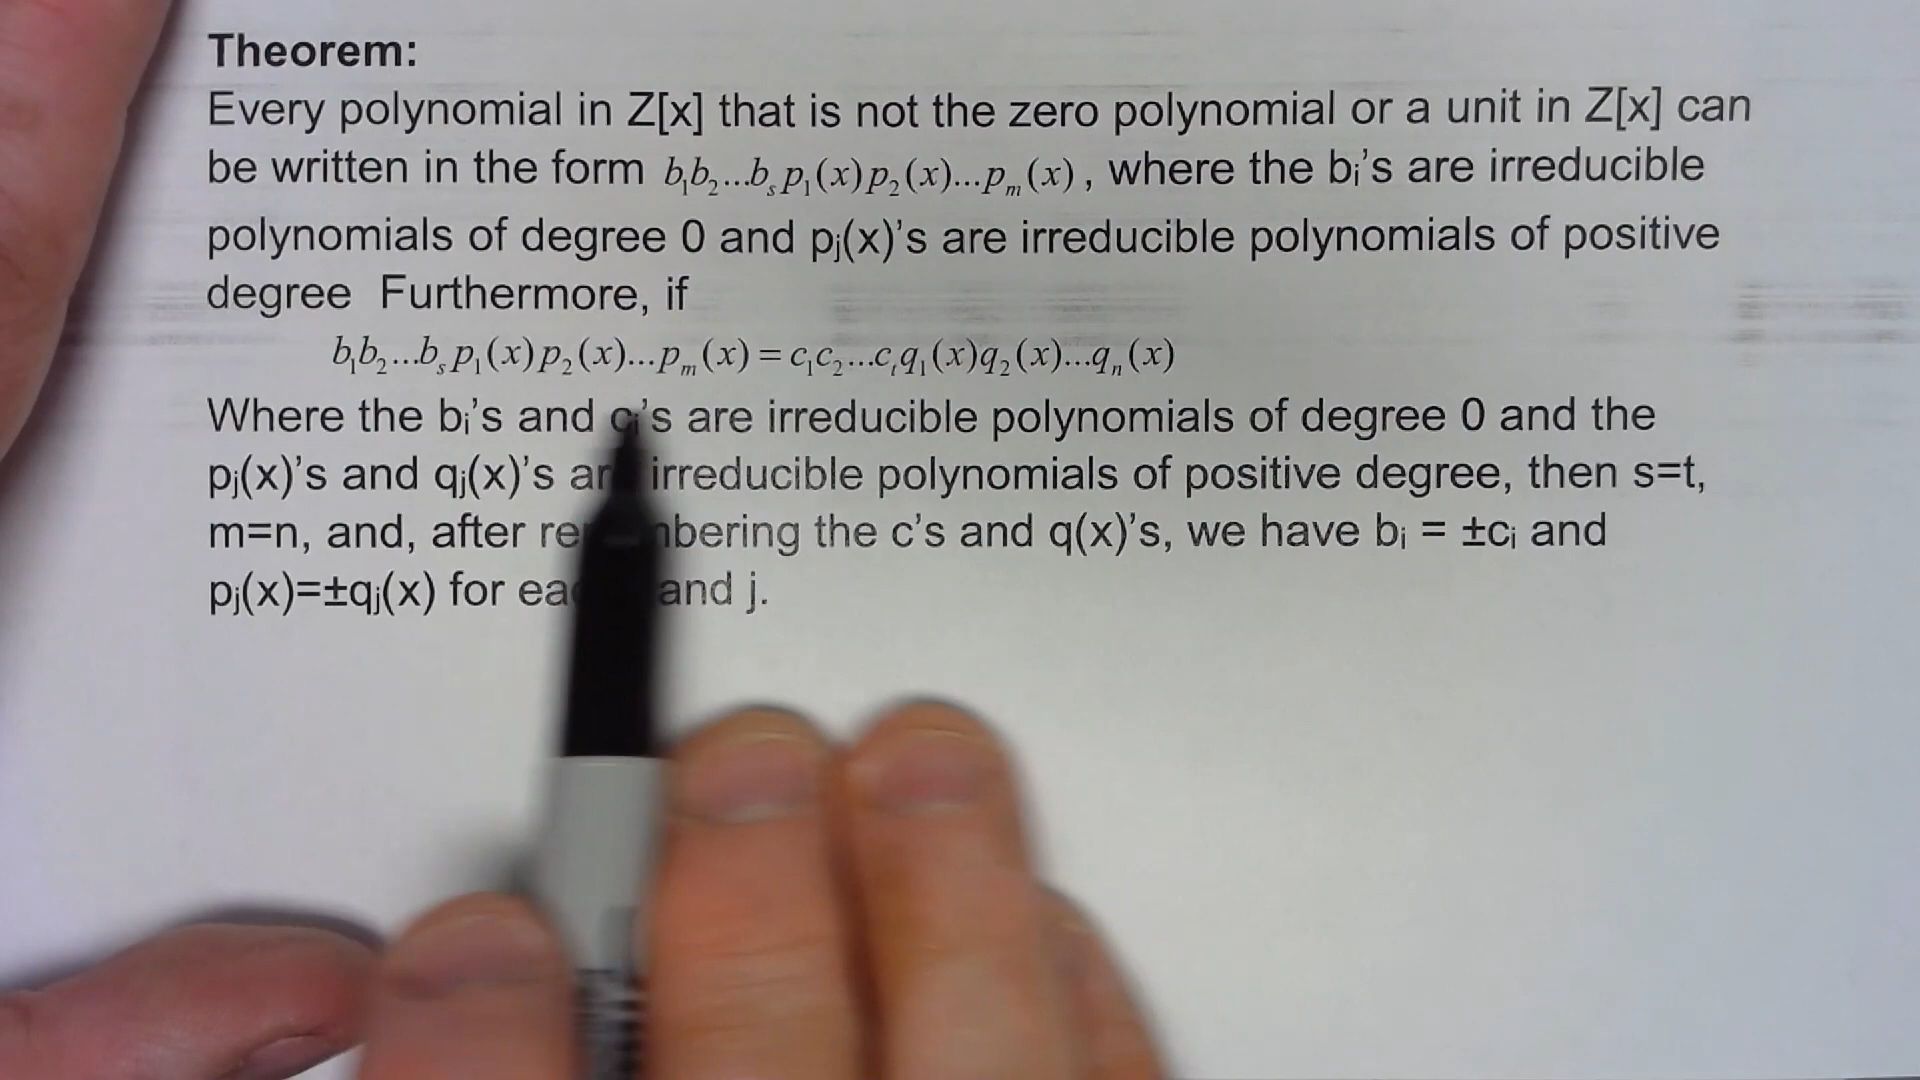 Theorem:
Every polynomial in Z[x] that is not the zero polynomial or a unit in Z[x] can
be written in the form b₁b₂...bₛp₁(x)p₂(x)...pₘ(x), where the bᵢ's are irreducible
polynomials of degree 0 and pⱼ(x)'s are irreducible polynomials of positive
degree Furthermore, if
b₁b₂...bₛp₁(x)p₂(x)...pₘ(x) = c₁c₂...cₜq₁(x)q₂(x)...qₙ(x)
Where the bᵢ's and cᵢ's are irreducible polynomials of degree 0 and the
pⱼ(x)'s and qⱼ(x)'s are irreducible polynomials of positive degree, then s=t,
m=n, and, after the c's and q(x)'s, we have bᵢ = ±cᵢ and
pⱼ(x)=±qⱼ(x) for and j.